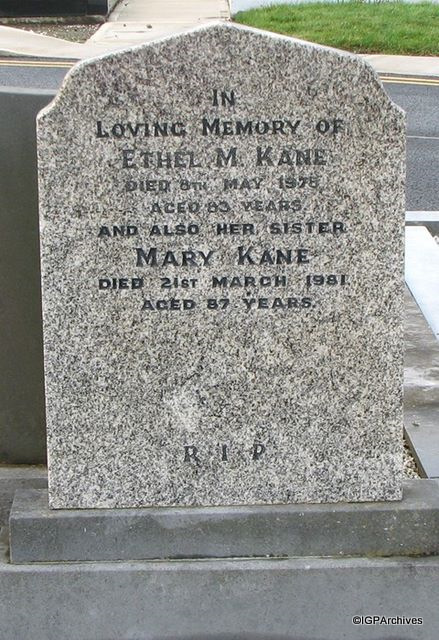 IN
LOVING MEMORY OF
ETHEL M. KANE
DIED 8TH MAY 1975
AGED 83 YEARS
AND ALSO HER SISTER
MARY KANE
DIED 21ST MARCH 1981
AGED 87 YEARS.
R I P
©IGPArchives